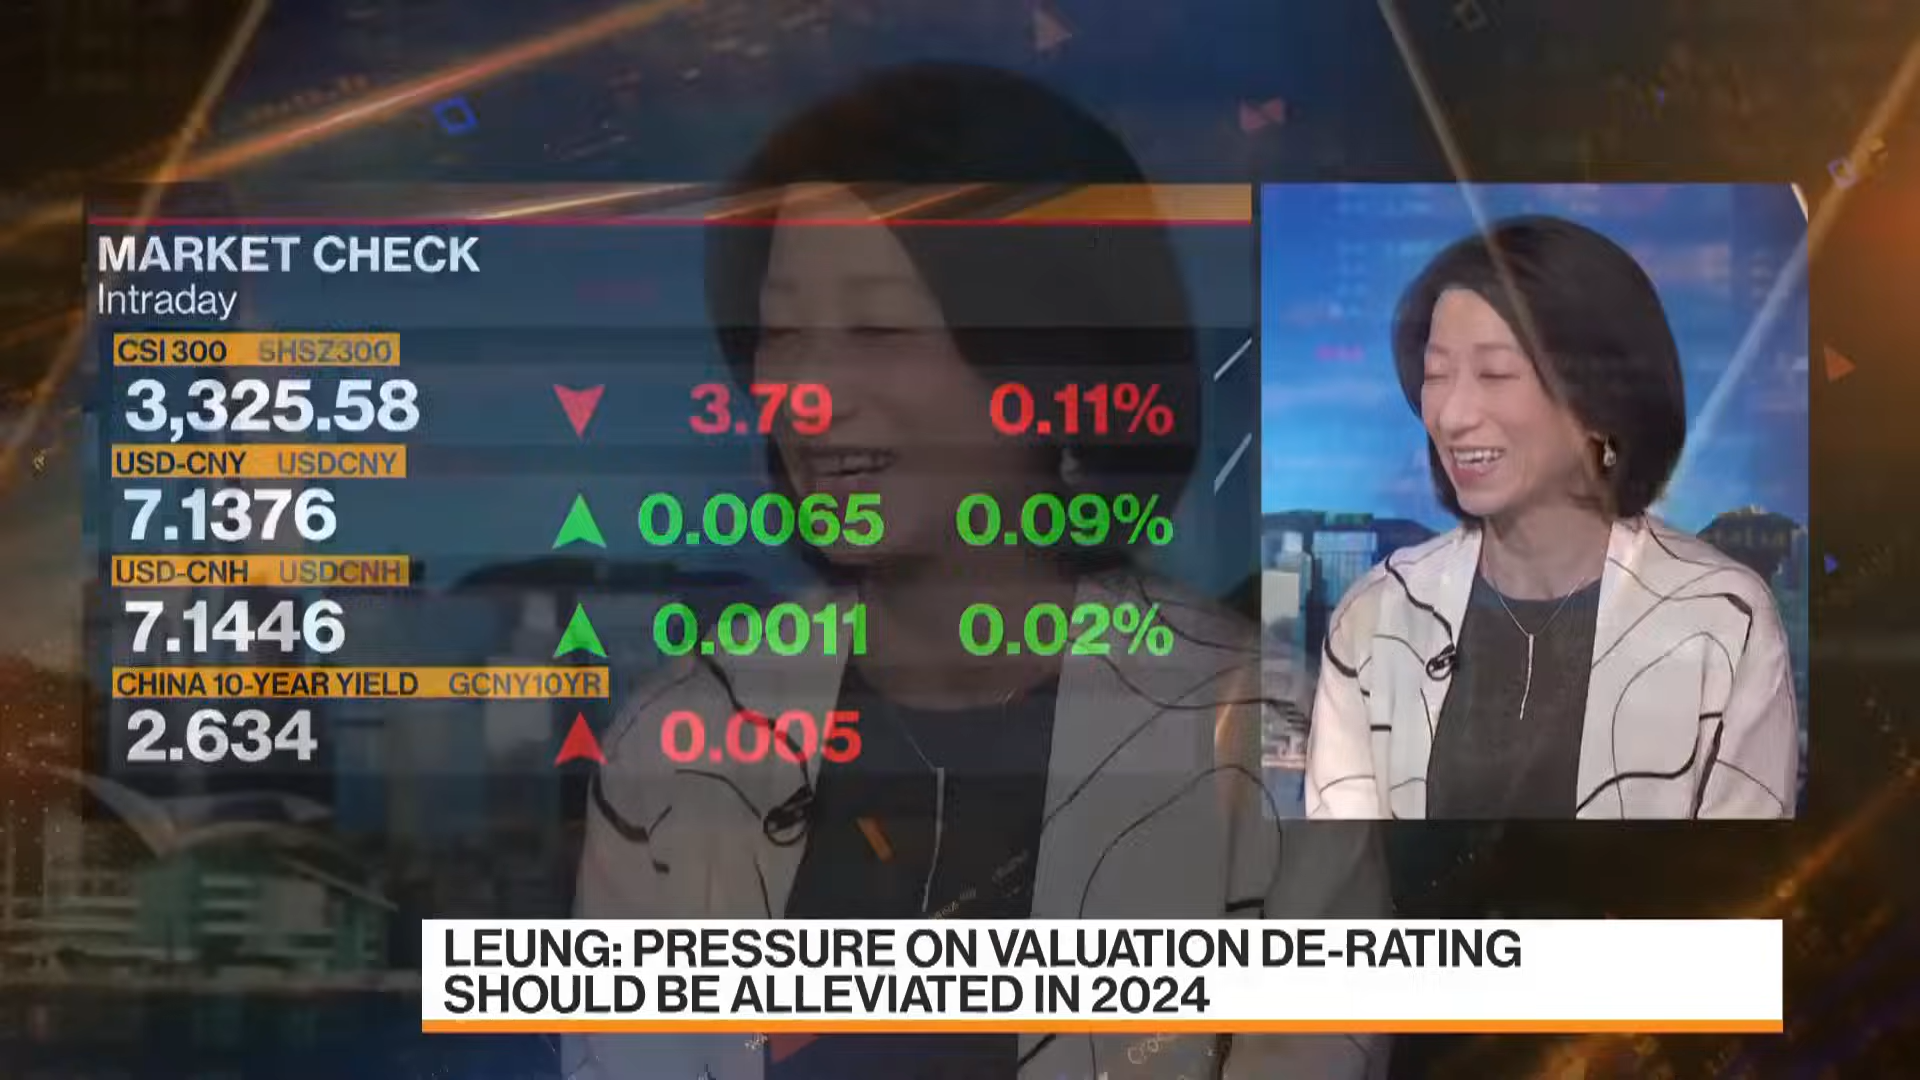 MARKET CHECK
Intraday
CSI 300 SHSZ300
3,325.58 3.79 0.11%
USD-CNY USDCNY
7.1376 0.0065 0.09%
USD-CNH USDCNH
7.1446 0.0011 0.02%
CHINA 10-YEAR YIELD GCNY10YR
2.634 0.005
LEUNG: PRESSURE ON VALUATION DE-RATING
SHOULD BE ALLEVIATED IN 2024